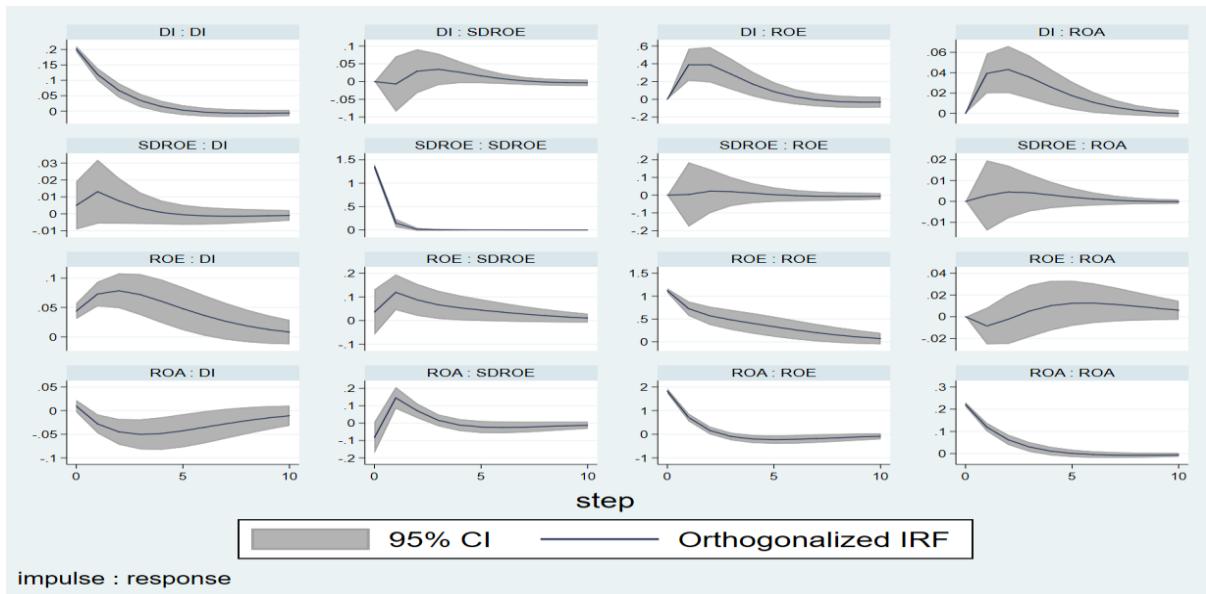 DI : DI
DI : SDROE
DI : ROE
DI : ROA
.2
.15
.1
.05
0
.1
.05
0
-.05
-.1
.6
.4
.2
0
-.2
.06
.04
.02
0
SDROE : DI
SDROE : SDROE
SDROE : ROE
SDROE : ROA
.03
.02
.01
0
-.01
1.5
1
.5
0
.2
.1
0
-.1
-.2
.02
.01
0
-.01
ROE : DI
ROE : SDROE
ROE : ROE
ROE : ROA
.1
.05
0
.2
.1
0
-.1
1.5
1
.5
0
.04
.02
0
-.02
ROA : DI
ROA : SDROE
ROA : ROE
ROA : ROA
.05
0
-.05
-.1
.2
.1
0
-.1
-.2
2
1
0
-1
.3
.2
.1
0
0 5 10
0 5 10
0 5 10
0 5 10
step
95% CI
Orthogonalized IRF
impulse : response